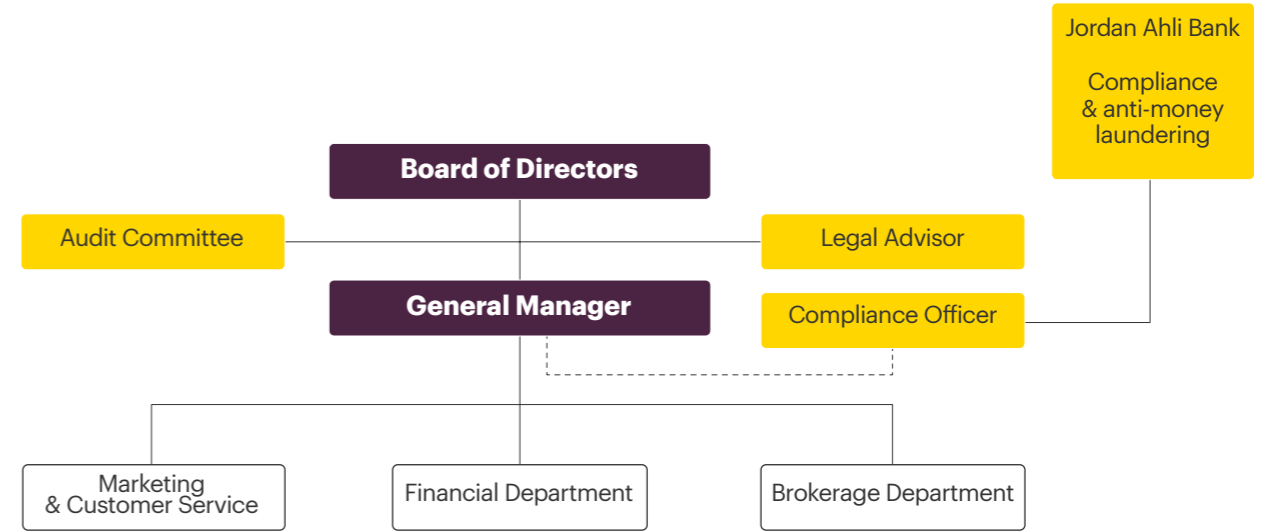 Jordan Ahli Bank
Compliance
& anti-money
laundering
Board of Directors
Audit Committee
Legal Advisor
General Manager
Compliance Officer
Marketing
& Customer Service
Financial Department
Brokerage Department